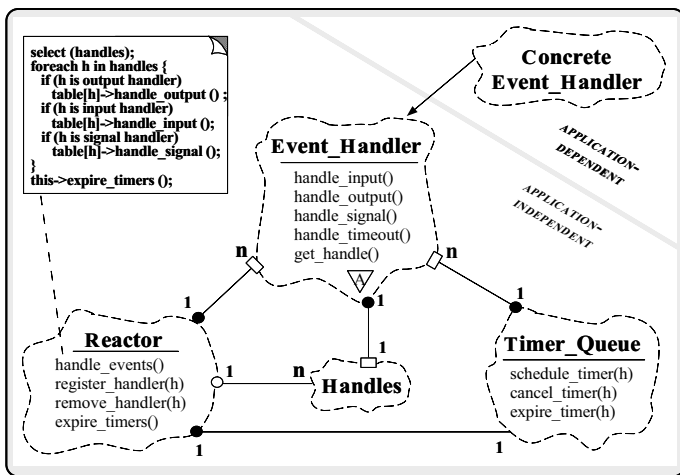 select (handles);
foreach h in handles {
if (h is output handler)
table[h]->handle_output () ;
if (h is input handler)
table[h]->handle_input ();
if (h is signal handler)
table[h]->handle_signal ();
}
this->expire_timers ();
Concrete
Event_Handler
APPLICATION-
DEPENDENT
APPLICATION-
INDEPENDENT
Event_Handler
handle_input()
handle_output()
handle_signal()
handle_timeout()
get_handle()
A
n
n
1
1
1
1
Reactor
handle_events()
register_handler(h)
remove_handler(h)
expire_timers()
1
n
Handles
Timer_Queue
schedule_timer(h)
cancel_timer(h)
expire_timer(h)
1
1